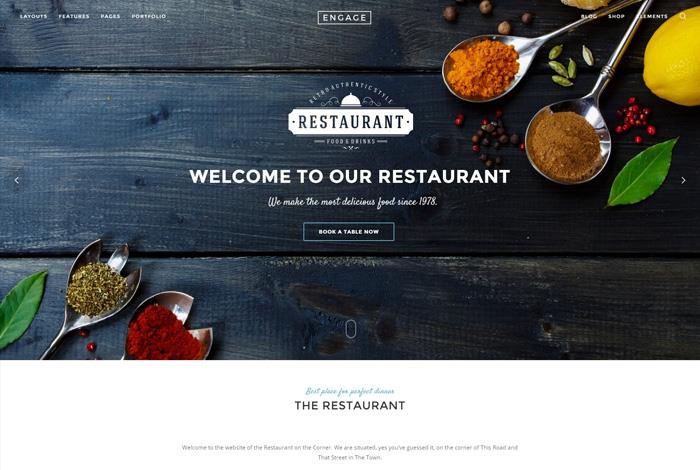 LAYOUTS FEATURES PAGES PORTFOLIO
ENGAGE
BLOG SHOP ELEMENTS
RETRO AUTHENTIC STYLE
·RESTAURANT·
FOOD & DRINKS
WELCOME TO OUR RESTAURANT
We make the most delicious food since 1978.
BOOK A TABLE NOW
Best place for perfect dinner
THE RESTAURANT
Welcome to the website of the Restaurant on the Corner. We are situated, yes you've guessed it, on the corner of This Road and
That Street in The Town.